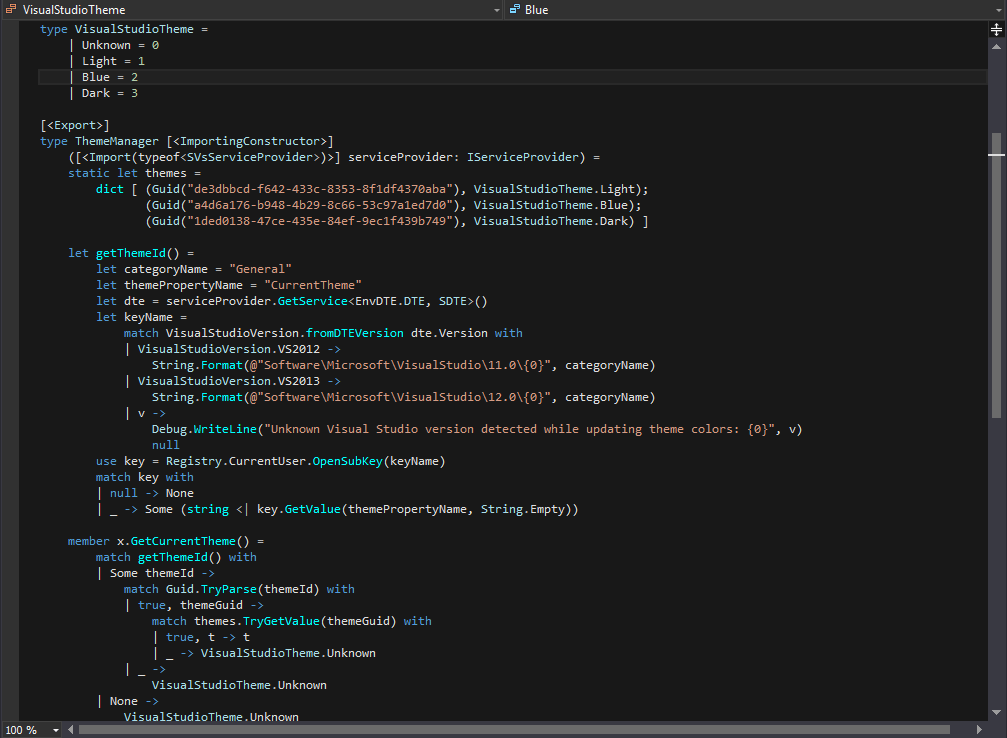 VisualStudioTheme Blue
type VisualStudioTheme =
| Unknown = 0
| Light = 1
| Blue = 2
| Dark = 3
[<Export>]
type ThemeManager [<ImportingConstructor>]
([<Import(typeof<SVsServiceProvider>)>] serviceProvider: IServiceProvider) =
static let themes =
dict [ (Guid("de3dbbcd-f642-433c-8353-8f1df4370aba"), VisualStudioTheme.Light);
(Guid("a4d6a176-b948-4b29-8c66-53c97a1ed7d0"), VisualStudioTheme.Blue);
(Guid("1ded0138-47ce-435e-84ef-9ec1f439b749"), VisualStudioTheme.Dark) ]
let getThemeId() =
let categoryName = "General"
let themePropertyName = "CurrentTheme"
let dte = serviceProvider.GetService<EnvDTE.DTE, SDTE>()
let keyName =
match VisualStudioVersion.fromDTEVersion dte.Version with
| VisualStudioVersion.VS2012 ->
String.Format(@"Software\Microsoft\VisualStudio\11.0\{0}", categoryName)
| VisualStudioVersion.VS2013 ->
String.Format(@"Software\Microsoft\VisualStudio\12.0\{0}", categoryName)
| v ->
Debug.WriteLine("Unknown Visual Studio version detected while updating theme colors: {0}", v)
null
use key = Registry.CurrentUser.OpenSubKey(keyName)
match key with
| null -> None
| _ -> Some (string <| key.GetValue(themePropertyName, String.Empty))
member x.GetCurrentTheme() =
match getThemeId() with
| Some themeId ->
match Guid.TryParse(themeId) with
| true, themeGuid ->
match themes.TryGetValue(themeGuid) with
| true, t -> t
| _ -> VisualStudioTheme.Unknown
| _ ->
VisualStudioTheme.Unknown
| None ->
VisualStudioTheme.Unknown
100 %